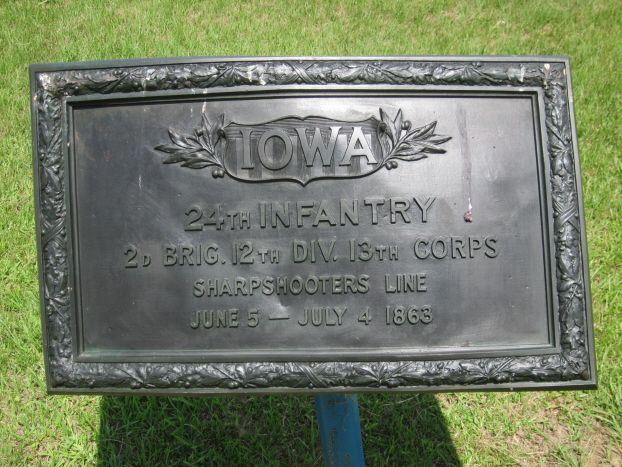 IOWA
24TH INFANTRY
2D BRIG. 12TH DIV. 13TH CORPS
SHARPSHOOTERS LINE
JUNE 5 — JULY 4 1863